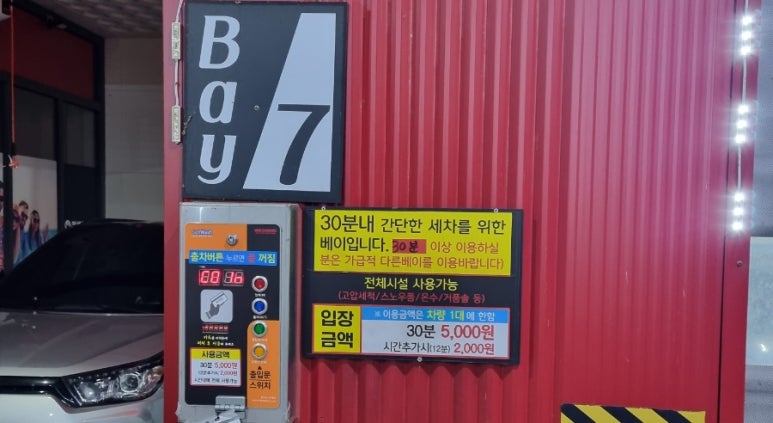 Bay
7
30분내 간단한 세차를 위한
베이입니다. 30분 이상 이용하실
분은 가급적 다른베이를 이용바랍니다)
전체시설 사용가능
(고압세척/스노우폼/온수/거품솔 등)
입장
금액
※ 이용금액은 차량 1대에 한함
30분 5,000원
시간추가시(12분) 2,000원
출차버튼 누르면 꺼짐
사용금액
30분 5,000원
출입문
스위치